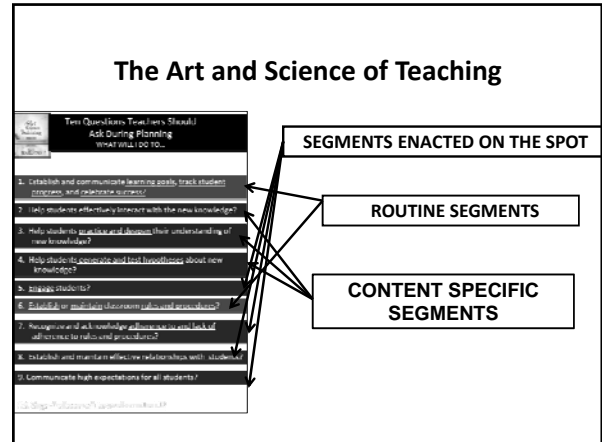 The Art and Science of Teaching
Ten Questions Teachers Should
Ask During Planning
WHAT WILL I DO TO...
1. Establish and communicate learning goals, track student
progress, and celebrate success?
2. Help students effectively interact with the new knowledge?
3. Help students practice and deepen their understanding of
new knowledge?
4. Help students generate and test hypotheses about new
knowledge?
5. Engage students?
6. Establish or maintain classroom rules and procedures?
7. Recognize and acknowledge adherence to and lack of
adherence to rules and procedures?
8. Establish and maintain effective relationships with students?
9. Communicate high expectations for all students?
SEGMENTS ENACTED ON THE SPOT
ROUTINE SEGMENTS
CONTENT SPECIFIC
SEGMENTS